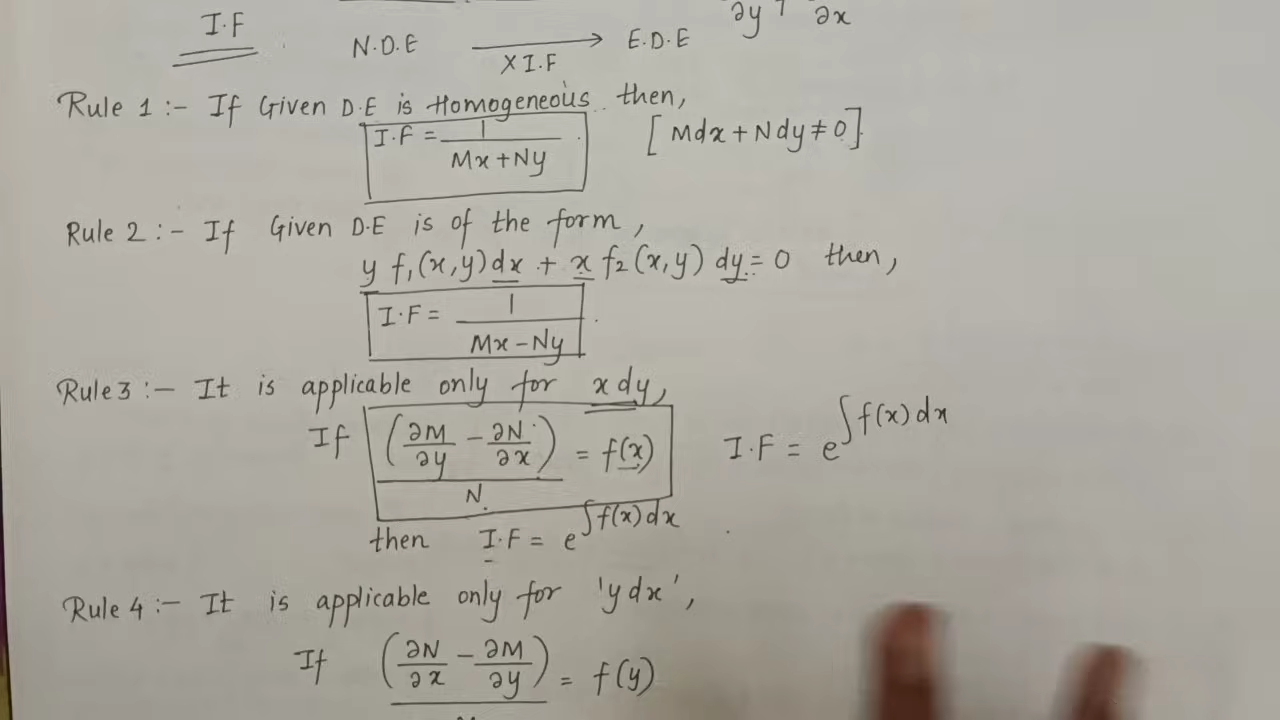 ∂y ≠ ∂x
I.F N.D.E ⟶ E.D.E
X I.F
Rule 1 :- If Given D.E is Homogeneous then,
I.F = 1/(Mx+Ny) [Mdx + Ndy ≠ 0]
Rule 2 :- If Given D.E is of the form,
y f₁(x,y) dx + x f₂(x,y) dy = 0 then,
I.F = 1/(Mx−Ny)
Rule 3 :- It is applicable only for xdy,
If (∂M/∂y − ∂N/∂x)/N = f(x) I.F = e^∫f(x)dx
then I.F = e^∫f(x)dx
Rule 4 :- It is applicable only for 'ydx',
If (∂N/∂x − ∂M/∂y) = f(y)